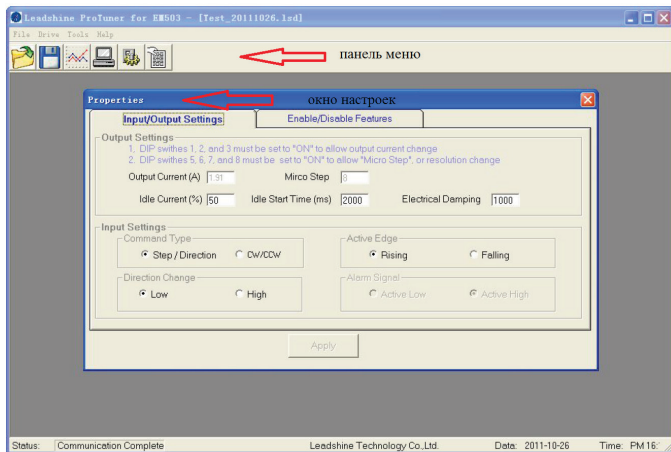 Leadshine ProTuner for EM503 - [Test_20111026.lsd]
File Drive Tools Help
панель меню
Properties
окно настроек
Input/Output Settings
Enable/Disable Features
Output Settings
1. DIP swithes 1, 2, and 3 must be set to "ON" to allow output current change
2. DIP swithes 5, 6, 7, and 8 must be set to "ON" to allow "Micro Step", or resolution change
Output Current (A) 1.91 Mirco Step 8
Idle Current (%) 50 Idle Start Time (ms) 2000 Electrical Damping 1000
Input Settings
Command Type Active Edge
Step / Direction CW/CCW Rising Falling
Direction Change Alarm Signal
Low High Active Low Active High
Apply
Status: Communication Complete Leadshine Technology Co.,Ltd. Data: 2011-10-26 Time: PM 16: